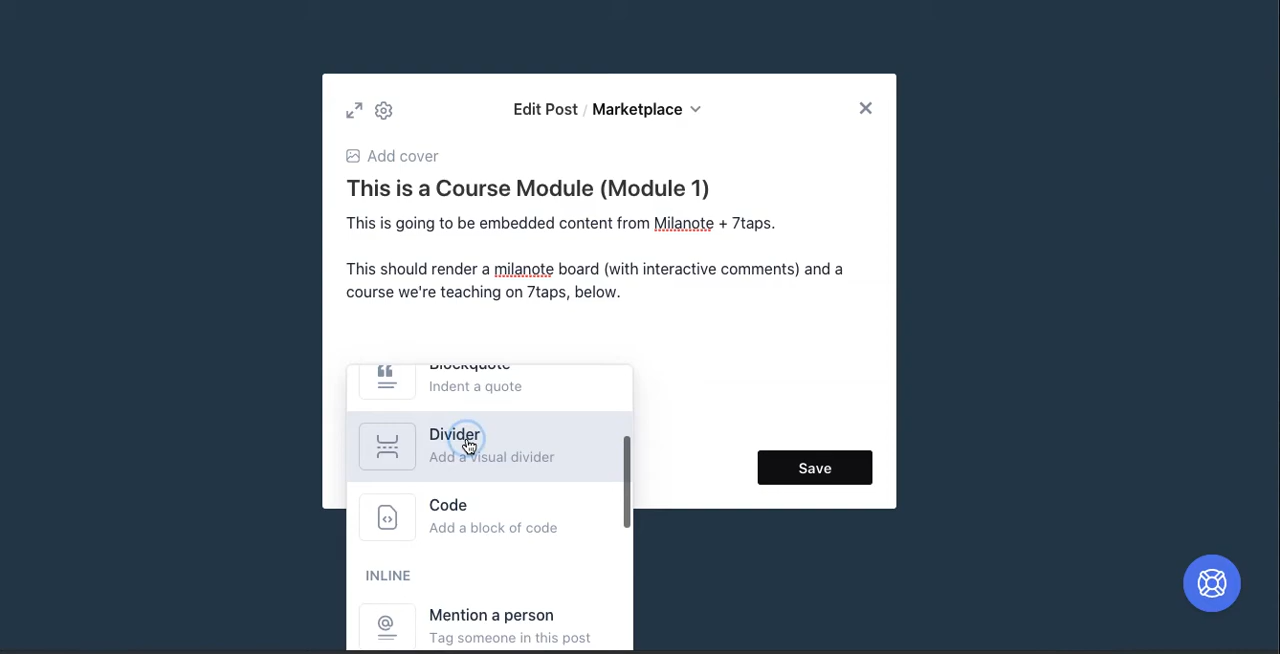 Edit Post / Marketplace
Add cover
This is a Course Module (Module 1)
This is going to be embedded content from Milanote + 7taps.
This should render a milanote board (with interactive comments) and a
course we're teaching on 7taps, below.
Blockquote
Indent a quote
Divider
Add a visual divider
Save
Code
Add a block of code
INLINE
Mention a person
Tag someone in this post